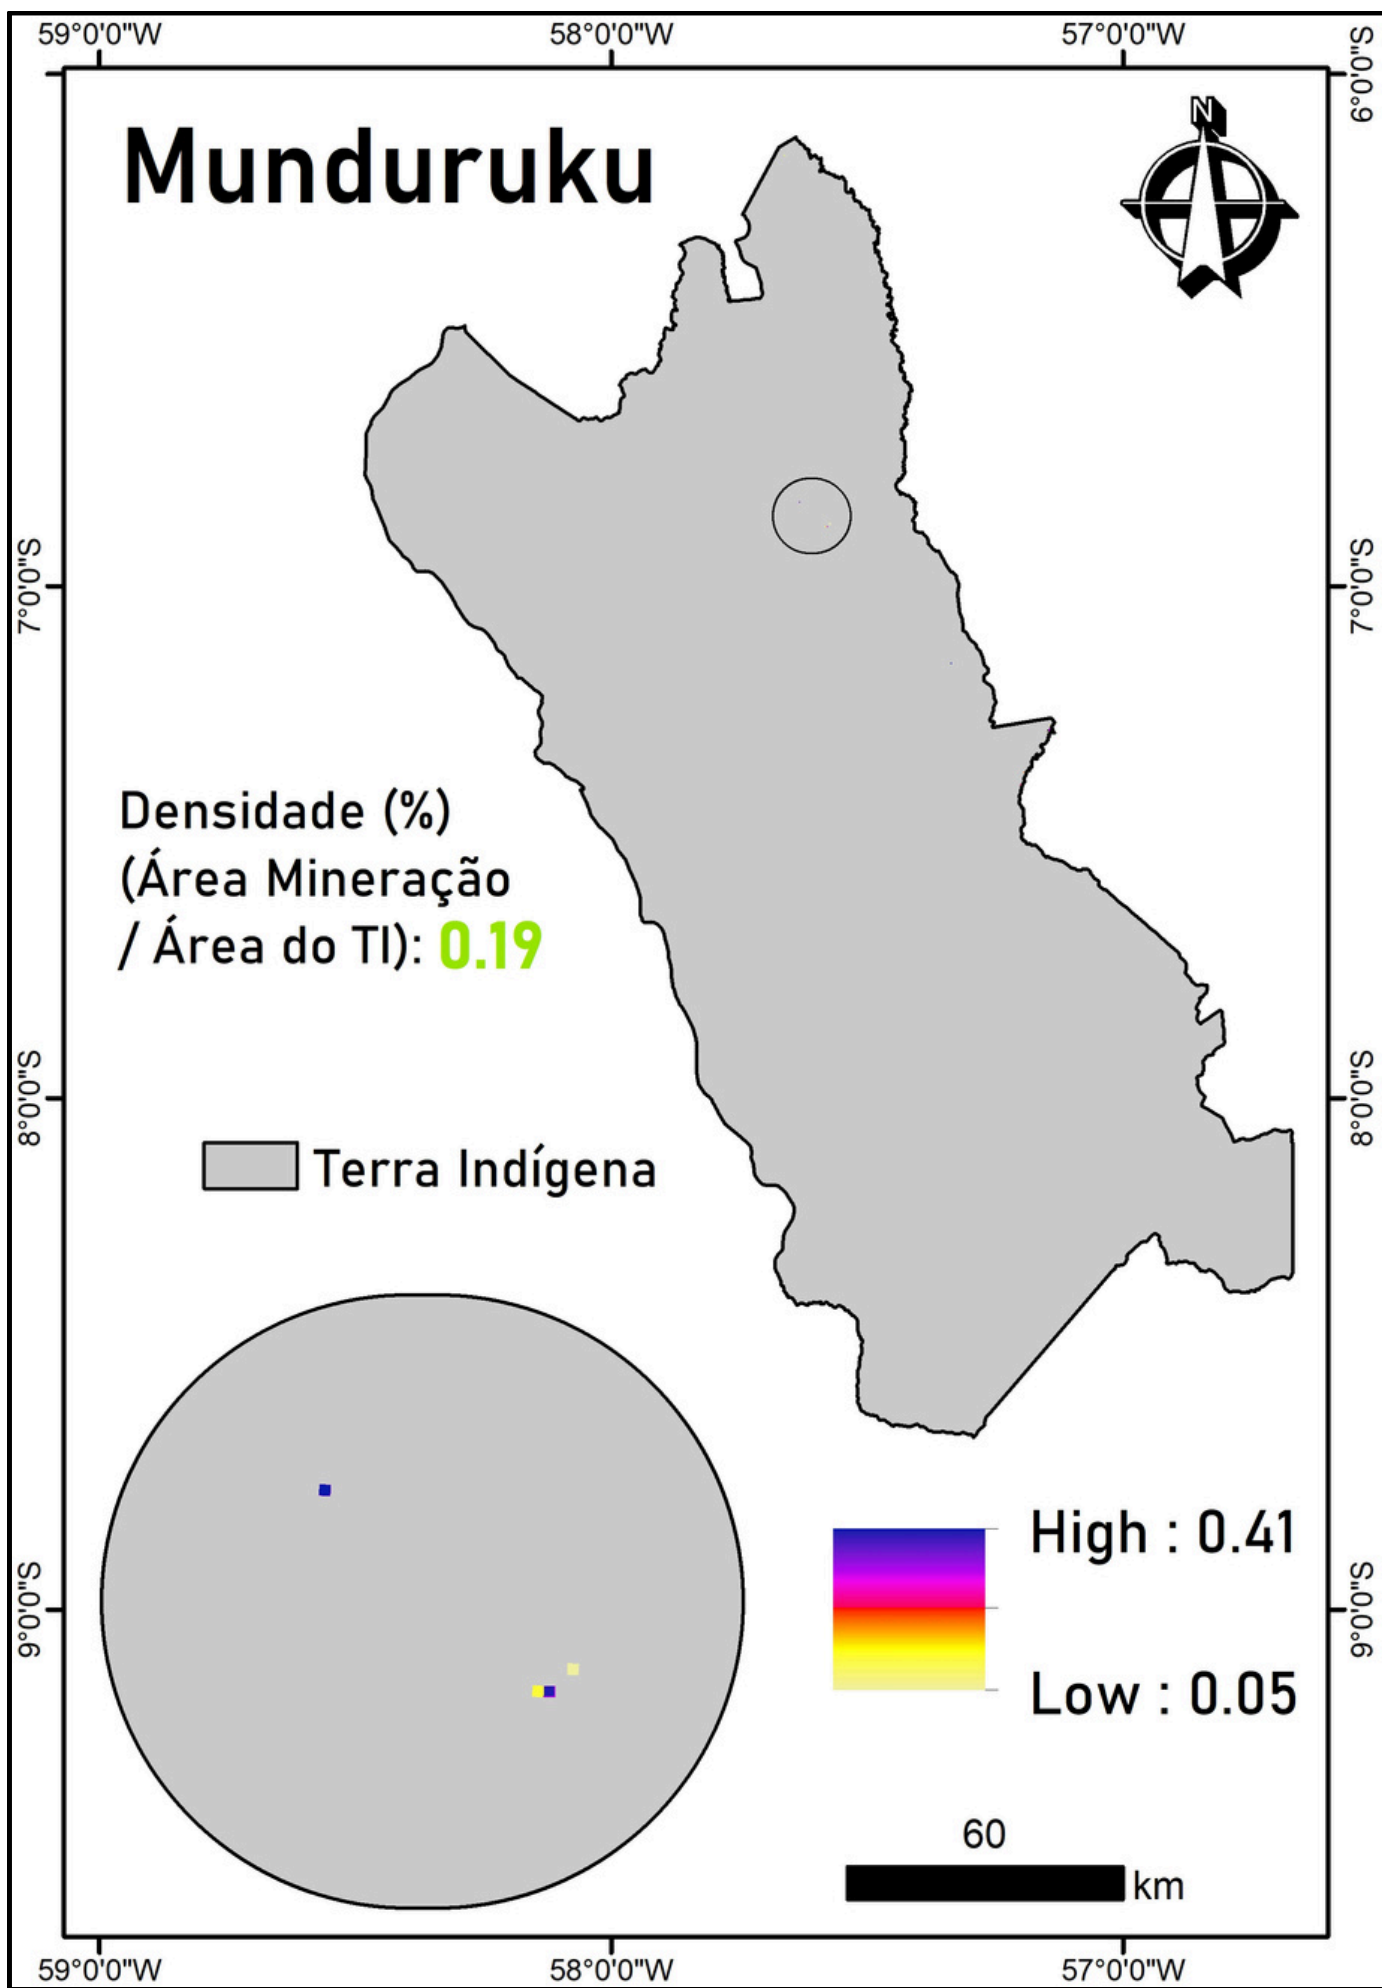 59°0'0"W 58°0'0"W 57°0'0"W
6°0'0"S
N
Munduruku
7°0'0"S 7°0'0"S
Densidade (%)
(Área Mineração
/ Área do TI): 0.19
8°0'0"S 8°0'0"S
Terra Indígena
High : 0.41
9°0'0"S 9°0'0"S
Low : 0.05
60
km
59°0'0"W 58°0'0"W 57°0'0"W